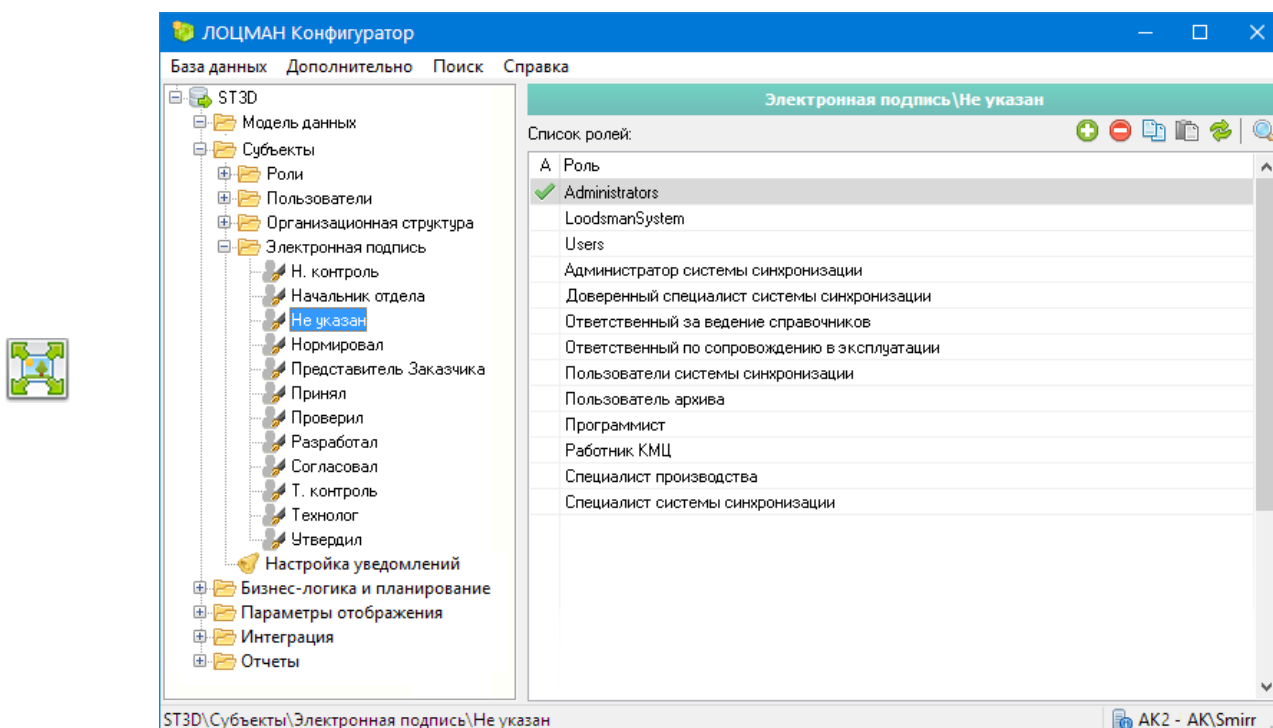 ЛОЦМАН Конфигуратор
База данных Дополнительно Поиск Справка
ST3D
Модель данных
Субъекты
Роли
Пользователи
Организационная структура
Электронная подпись
Н. контроль
Начальник отдела
Не указан
Нормировал
Представитель Заказчика
Принял
Проверил
Разработал
Согласовал
Т. контроль
Технолог
Утвердил
Настройка уведомлений
Бизнес-логика и планирование
Параметры отображения
Интеграция
Отчеты
Электронная подпись\Не указан
Список ролей:
А Роль
Administrators
LoodsmanSystem
Users
Администратор системы синхронизации
Доверенный специалист системы синхронизации
Ответственный за ведение справочников
Ответственный по сопровождению в эксплуатации
Пользователи системы синхронизации
Пользователь архива
Программист
Работник КМЦ
Специалист производства
Специалист системы синхронизации
ST3D\Субъекты\Электронная подпись\Не указан
AK2 - AK\Smirr